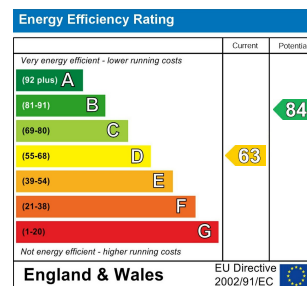 Energy Efficiency Rating
Current
Potentia
Very energy efficient - lower running costs
(92 plus) A
(81-91) B
84
(69-80) C
(55-68) D
63
(39-54) E
(21-38) F
(1-20) G
Not energy efficient - higher running costs
England & Wales
EU Directive
2002/91/EC